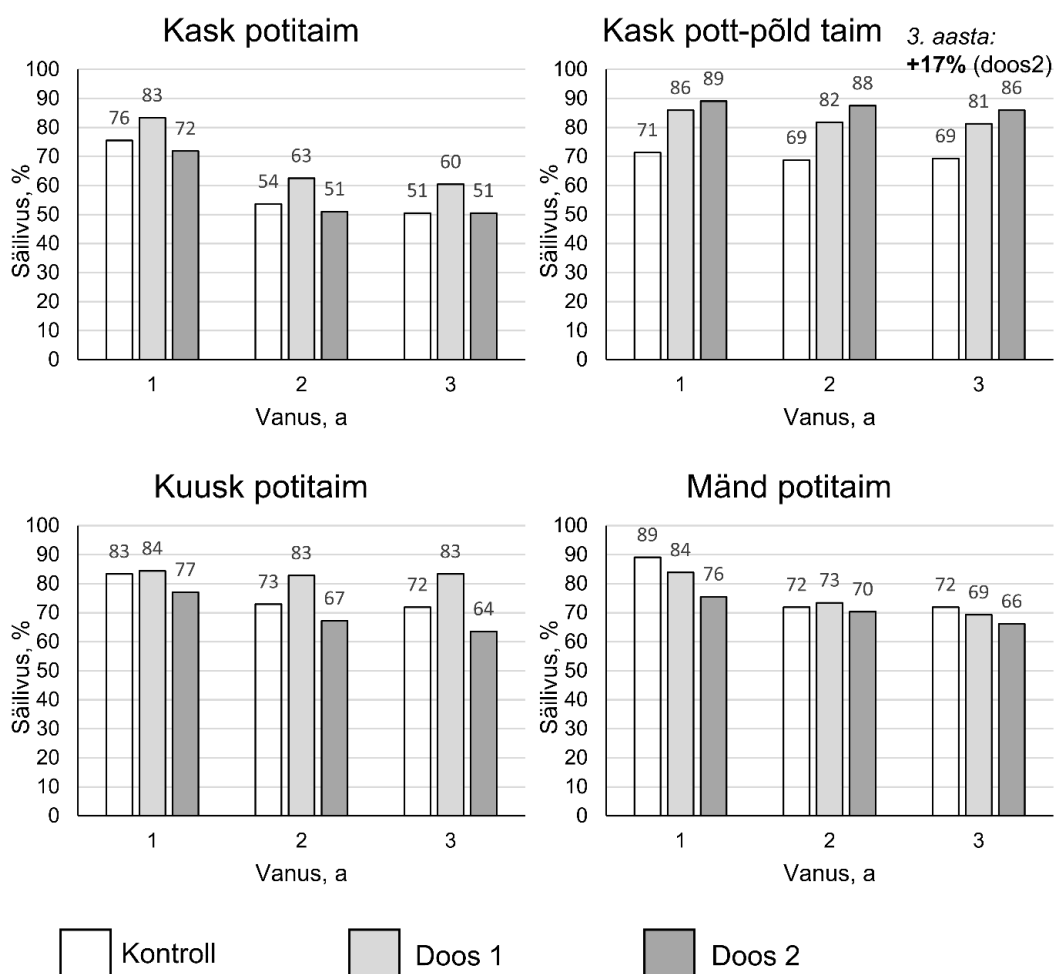 Kask potitaim
100
90
80
70
60
50
40
30
20
10
0
Säilivus, %
76 83 72
54 63 51
51 60 51
1 2 3
Vanus, a
Kask pott-põld taim
3. aasta:
+17% (doos2)
100
90
80
70
60
50
40
30
20
10
0
Säilivus, %
71 86 89
69 82 88
69 81 86
1 2 3
Vanus, a
Kuusk potitaim
100
90
80
70
60
50
40
30
20
10
0
Säilivus, %
83 84 77
73 83 67
72 83 64
1 2 3
Vanus, a
Mänd potitaim
100
90
80
70
60
50
40
30
20
10
0
Säilivus, %
89 84 76
72 73 70
72 69 66
1 2 3
Vanus, a
Kontroll Doos 1 Doos 2